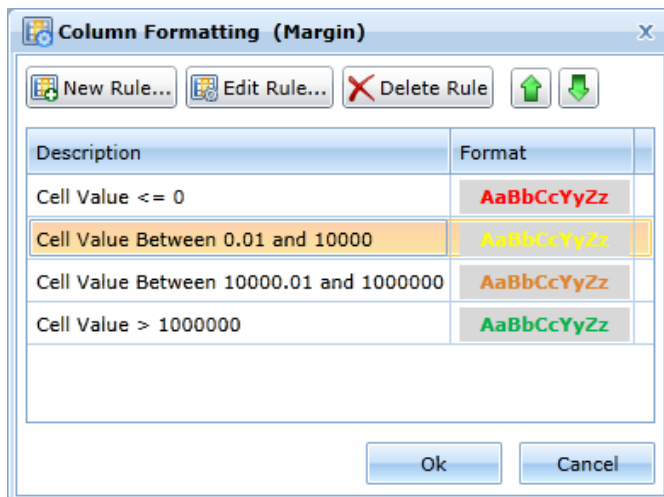 Column Formatting (Margin)
New Rule... Edit Rule... Delete Rule
Description Format
Cell Value <= 0 AaBbCcYyZz
Cell Value Between 0.01 and 10000 AaBbCcYyZz
Cell Value Between 10000.01 and 1000000 AaBbCcYyZz
Cell Value > 1000000 AaBbCcYyZz
Ok Cancel